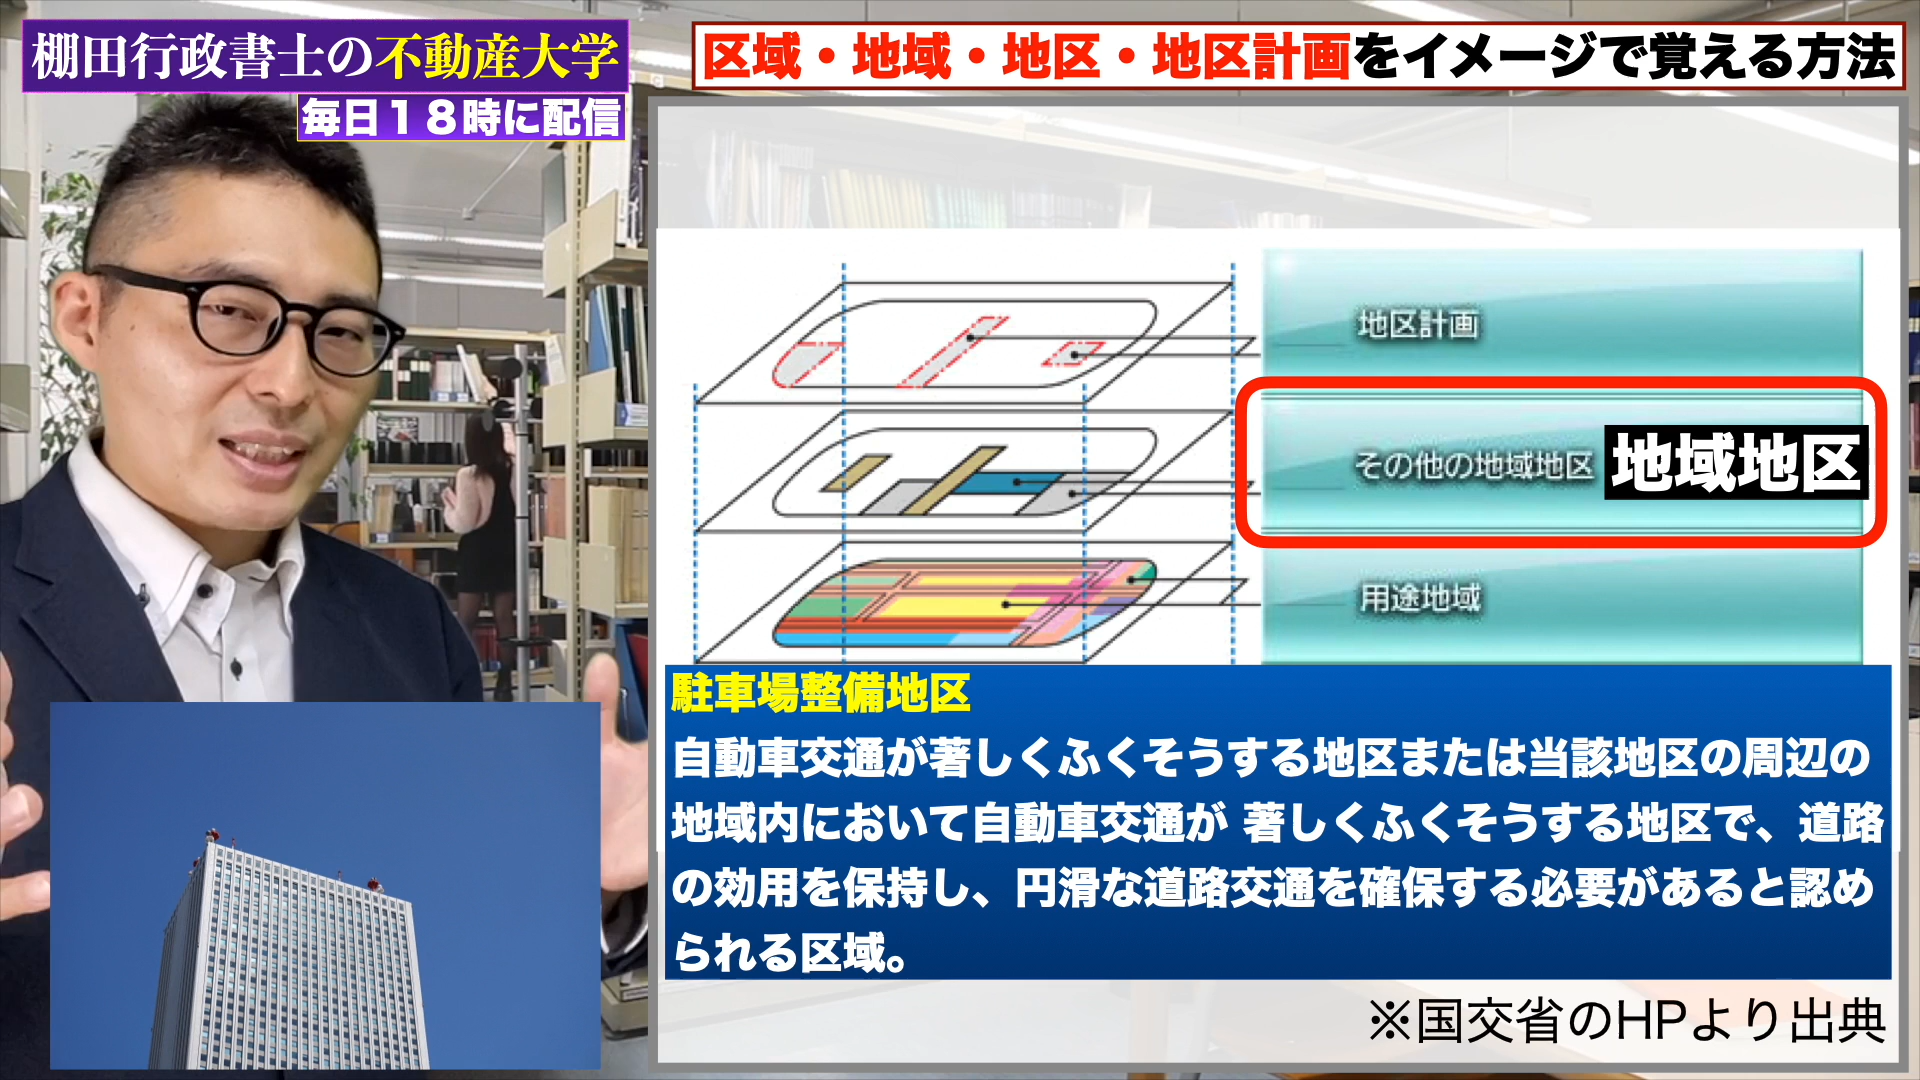 棚田行政書士の不動産大学
毎日１８時に配信
区域・地域・地区・地区計画をイメージで覚える方法
地区計画
その他の地域地区
地域地区
用途地域
駐車場整備地区
自動車交通が著しくふくそうする地区または当該地区の周辺の
地域内において自動車交通が 著しくふくそうする地区で、道路
の効用を保持し、円滑な道路交通を確保する必要があると認め
られる区域。
※国交省のHPより出典